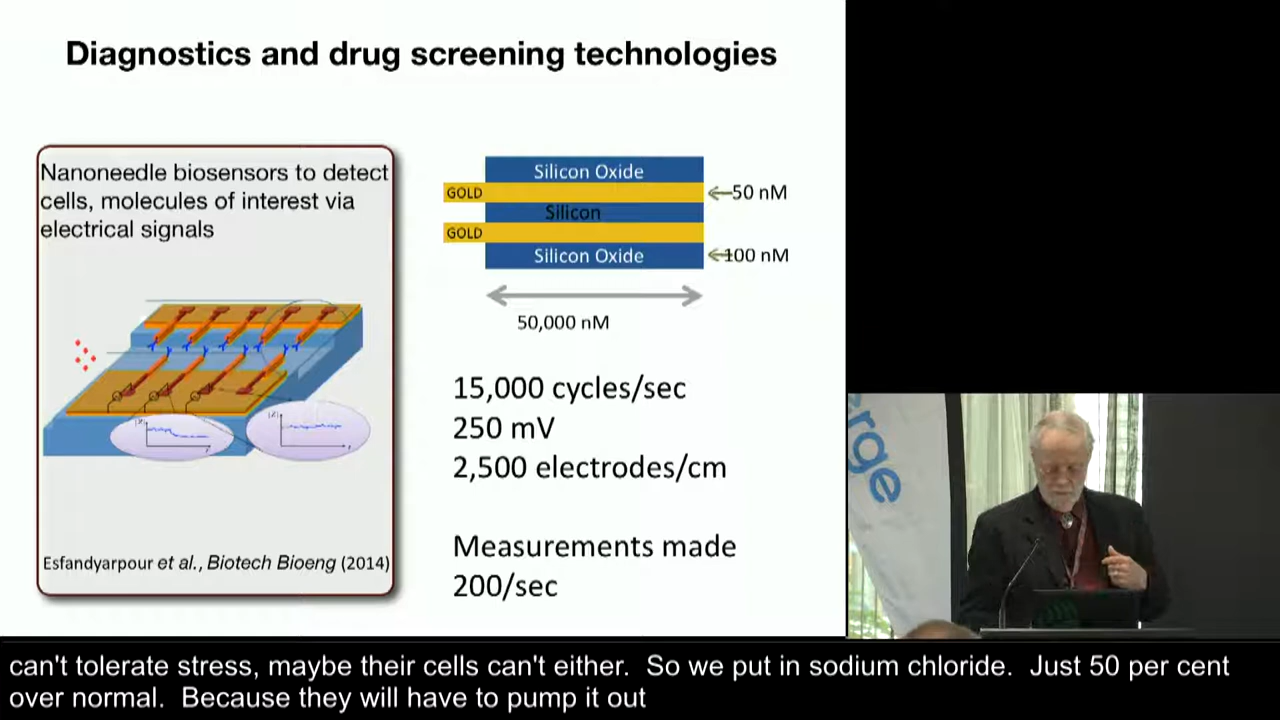 Diagnostics and drug screening technologies
Nanoneedle biosensors to detect
cells, molecules of interest via
electrical signals
Esfandyarpour et al., Biotech Bioeng (2014)
Silicon Oxide
GOLD
50 nM
Silicon
GOLD
Silicon Oxide
100 nM
50,000 nM
15,000 cycles/sec
250 mV
2,500 electrodes/cm
Measurements made
200/sec
erge
can't tolerate stress, maybe their cells can't either.  So we put in sodium chloride.  Just 50 per cent
over normal.  Because they will have to pump it out